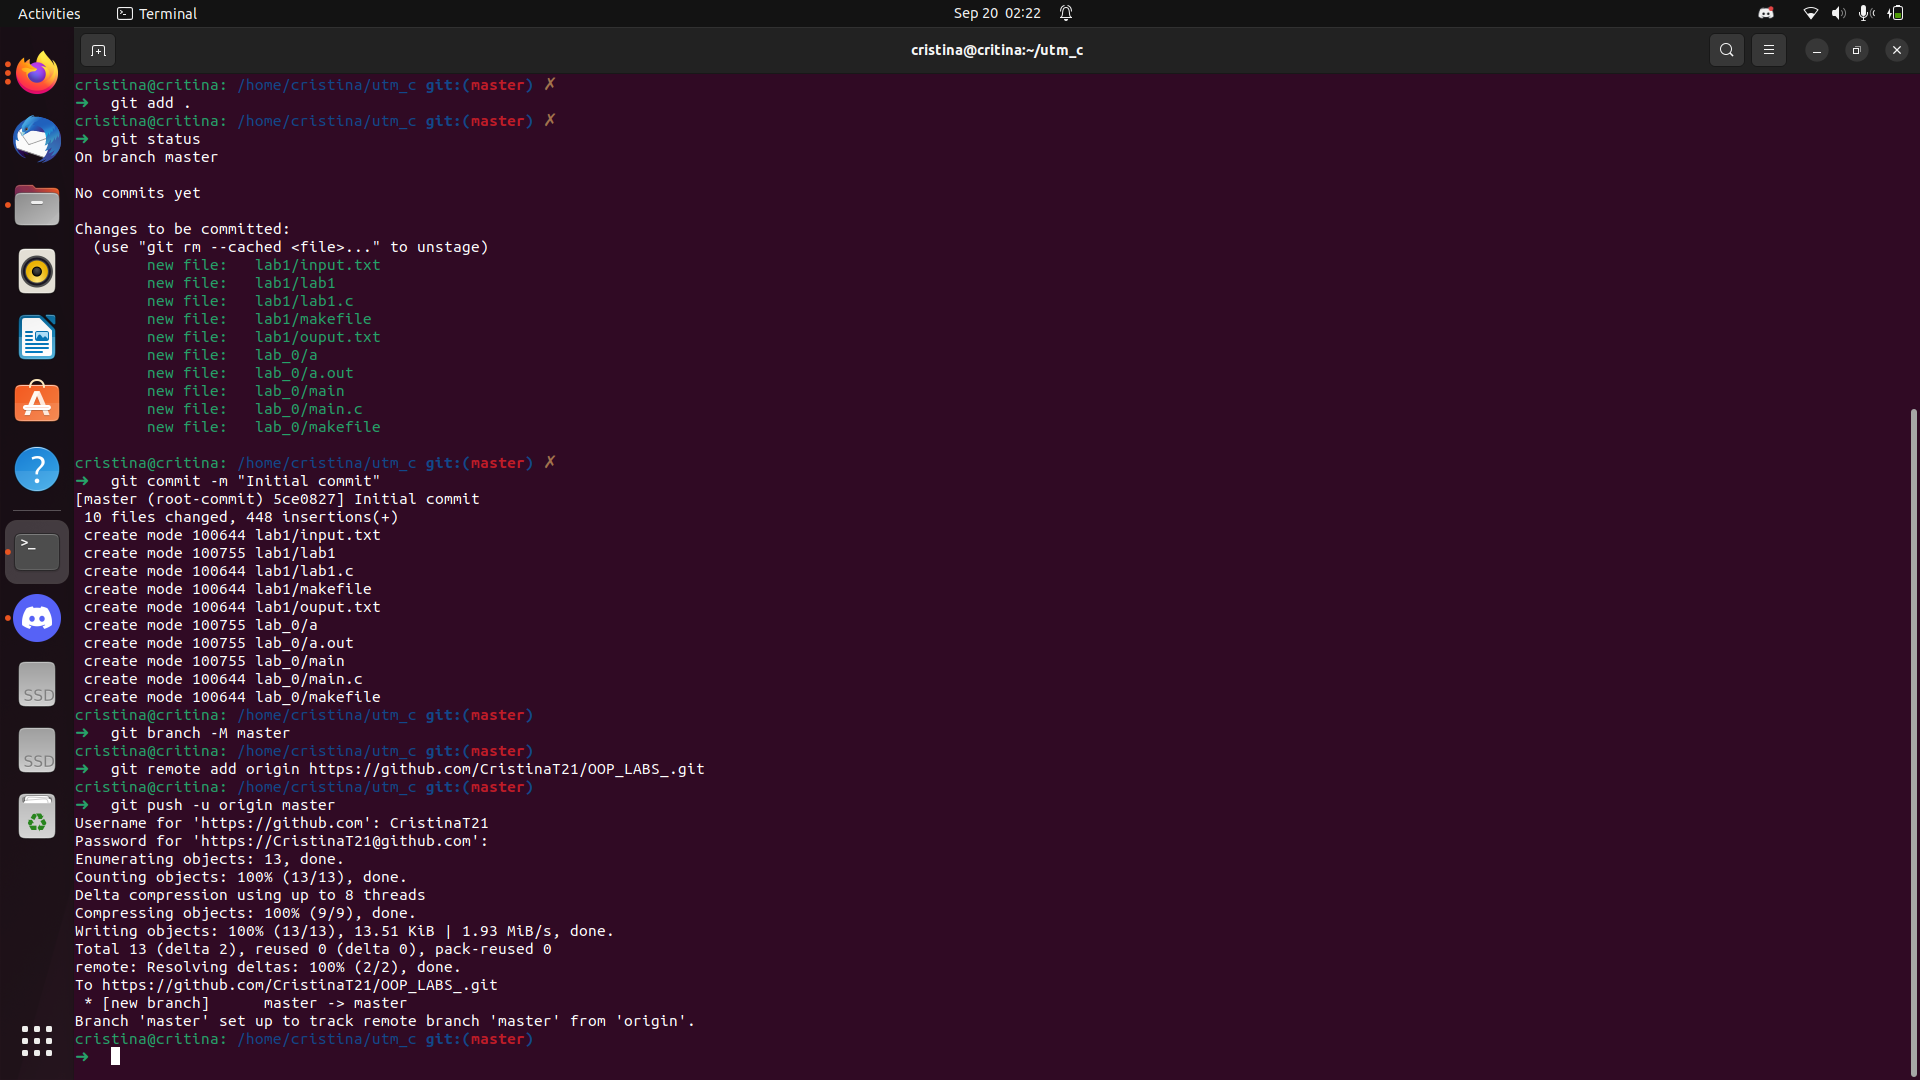 Activities
Terminal
Sep 20 02:22
cristina@critina:~/utm_c
cristina@critina: /home/cristina/utm_c git:(master) ✗
➜ git add .
cristina@critina: /home/cristina/utm_c git:(master) ✗
➜ git status
On branch master
No commits yet
Changes to be committed:
(use "git rm --cached <file>..." to unstage)
new file: lab1/input.txt
new file: lab1/lab1
new file: lab1/lab1.c
new file: lab1/makefile
new file: lab1/ouput.txt
new file: lab_0/a
new file: lab_0/a.out
new file: lab_0/main
new file: lab_0/main.c
new file: lab_0/makefile
cristina@critina: /home/cristina/utm_c git:(master) ✗
➜ git commit -m "Initial commit"
[master (root-commit) 5ce0827] Initial commit
10 files changed, 448 insertions(+)
create mode 100644 lab1/input.txt
create mode 100755 lab1/lab1
create mode 100644 lab1/lab1.c
create mode 100644 lab1/makefile
create mode 100644 lab1/ouput.txt
create mode 100755 lab_0/a
create mode 100755 lab_0/a.out
create mode 100755 lab_0/main
create mode 100644 lab_0/main.c
create mode 100644 lab_0/makefile
cristina@critina: /home/cristina/utm_c git:(master)
➜ git branch -M master
cristina@critina: /home/cristina/utm_c git:(master)
➜ git remote add origin https://github.com/CristinaT21/OOP_LABS_.git
cristina@critina: /home/cristina/utm_c git:(master)
➜ git push -u origin master
Username for 'https://github.com': CristinaT21
Password for 'https://CristinaT21@github.com':
Enumerating objects: 13, done.
Counting objects: 100% (13/13), done.
Delta compression using up to 8 threads
Compressing objects: 100% (9/9), done.
Writing objects: 100% (13/13), 13.51 KiB | 1.93 MiB/s, done.
Total 13 (delta 2), reused 0 (delta 0), pack-reused 0
remote: Resolving deltas: 100% (2/2), done.
To https://github.com/CristinaT21/OOP_LABS_.git
* [new branch] master -> master
Branch 'master' set up to track remote branch 'master' from 'origin'.
cristina@critina: /home/cristina/utm_c git:(master)
➜
SSD
SSD